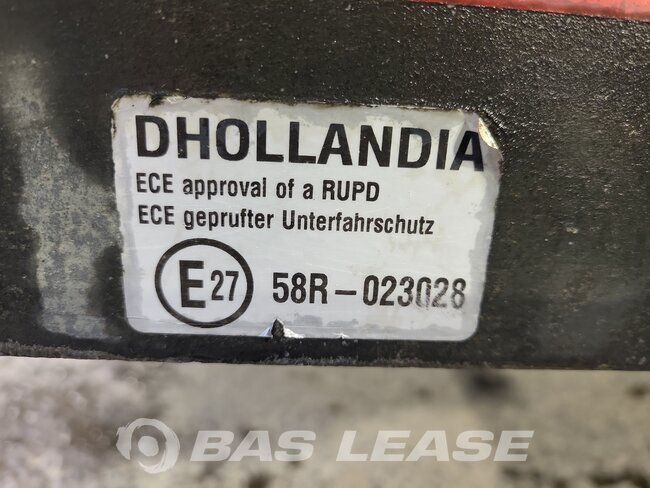 DHOLLANDIA
ECE approval of a RUPD
ECE geprufter Unterfahrschutz
E27 58R-023028
BAS LEASE